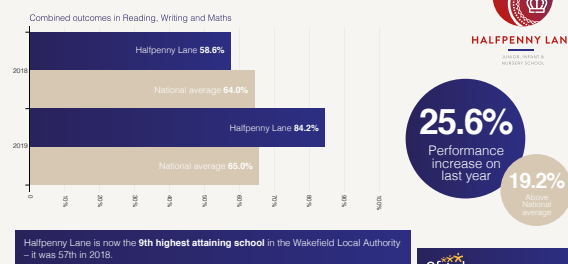 Combined outcomes in Reading, Writing and Maths
2018
Halfpenny Lane 58.6%
National average 64.0%
2019
Halfpenny Lane 84.2%
National average 65.0%
0
10 %
20 %
30 %
40 %
50 %
60 %
70 %
80 %
90 %
100%
HALFPENNY LAN
JUNIOR, INFANT &
NURSERY SCHOOL
25.6%
Performance
increase on
last year
19.2%
Above
National
average
Halfpenny Lane is now the 9th highest attaining school in the Wakefield Local Authority
– it was 57th in 2018.